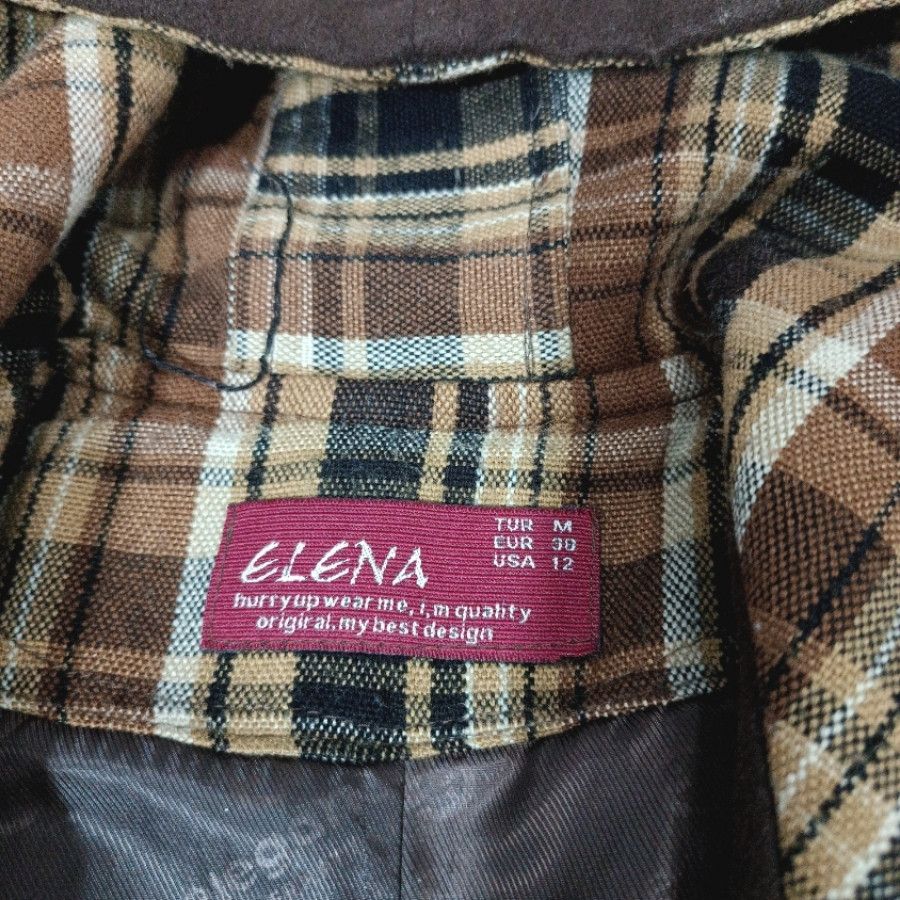 ELENA
TUR M
EUR 38
USA 12
hurry up wear me, ı,m quality
origiral.my best design